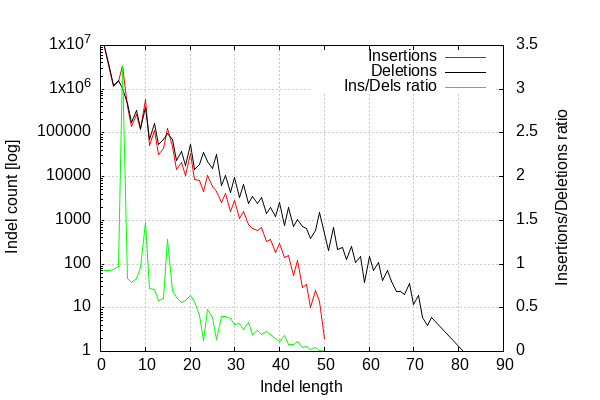 1x10⁷ 3.5
Insertions
Deletions
1x10⁶ Ins/Dels ratio 3
100000 2.5
10000 2
1000 1.5
100 1
10 0.5
1 0
0 10 20 30 40 50 60 70 80 90
Indel length
Indel count [log]
Insertions/Deletions ratio